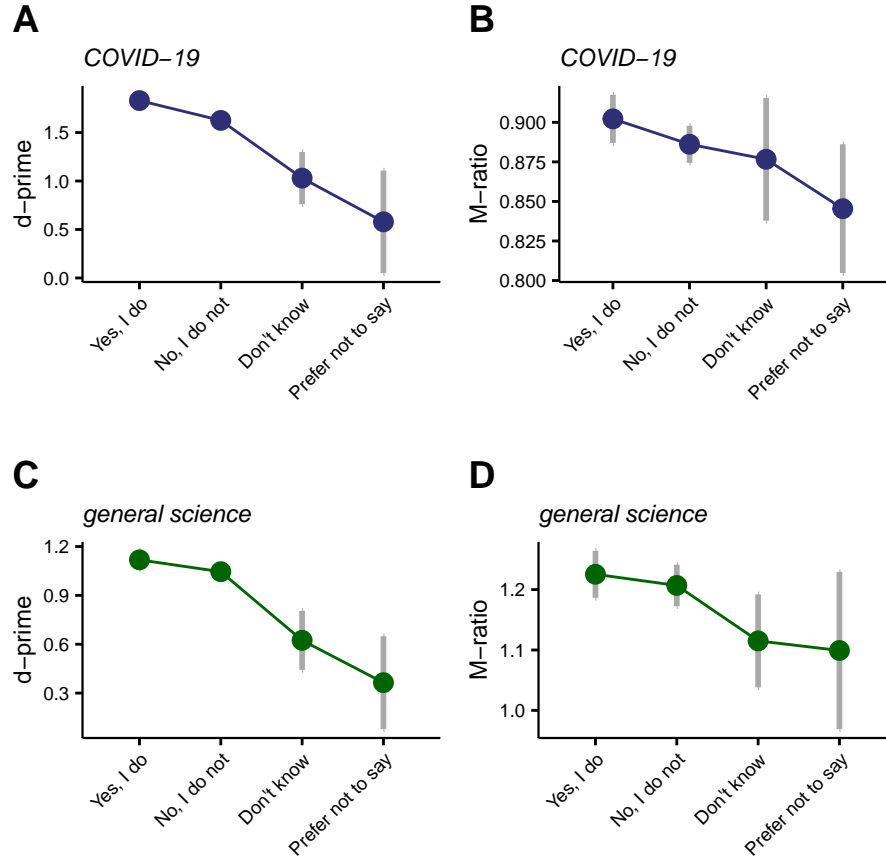 A
COVID−19
d−prime
1.5
1.0
0.5
0.0
Yes, I do
No, I do not
Don't know
Prefer not to say
B
COVID−19
M−ratio
0.900
0.875
0.850
0.825
0.800
Yes, I do
No, I do not
Don't know
Prefer not to say
C
general science
d−prime
1.2
0.9
0.6
0.3
Yes, I do
No, I do not
Don't know
Prefer not to say
D
general science
M−ratio
1.2
1.1
1.0
Yes, I do
No, I do not
Don't know
Prefer not to say